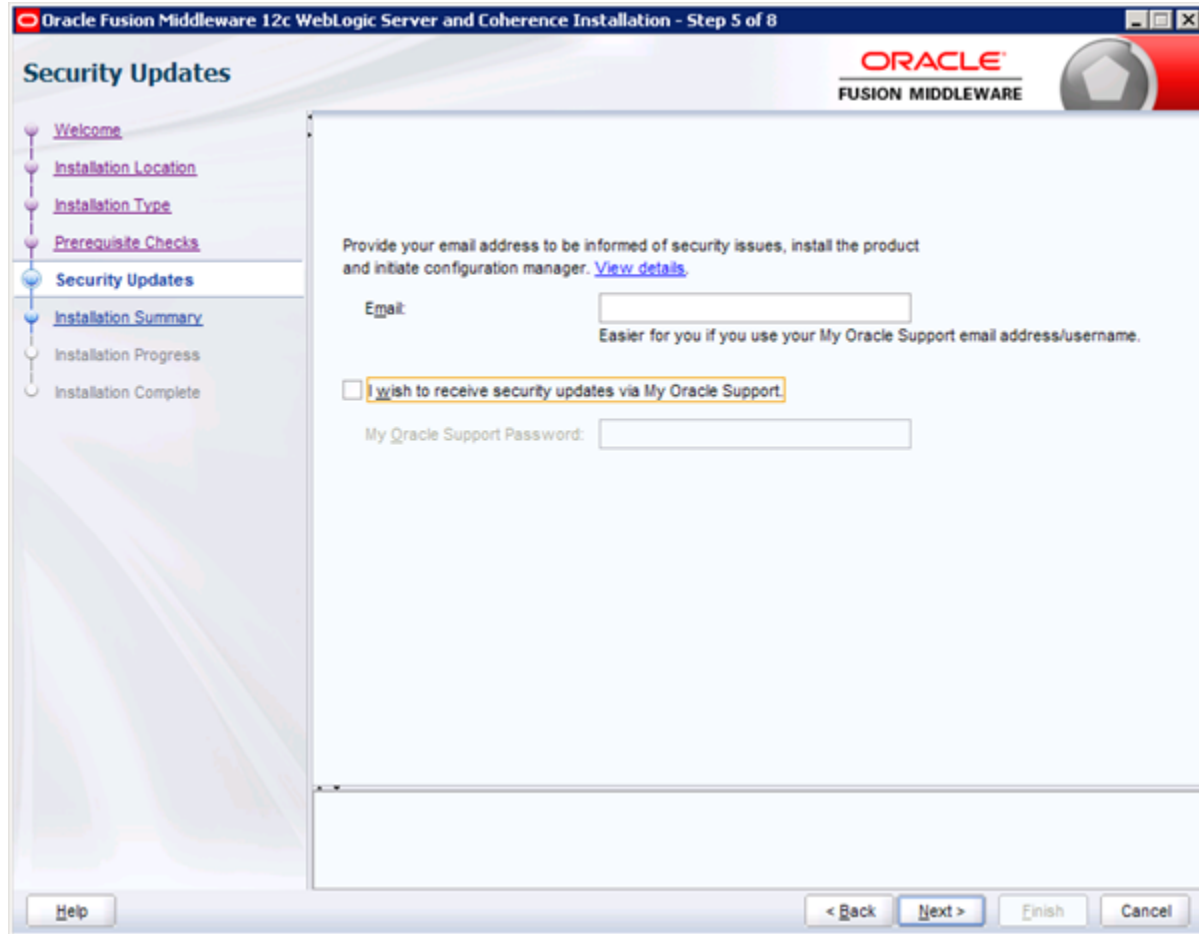 Oracle Fusion Middleware 12c WebLogic Server and Coherence Installation - Step 5 of 8
Security Updates
ORACLE
FUSION MIDDLEWARE
Welcome
Installation Location
Installation Type
Prerequisite Checks
Security Updates
Installation Summary
Installation Progress
Installation Complete
Provide your email address to be informed of security issues, install the product
and initiate configuration manager. View details.
Email:
Easier for you if you use your My Oracle Support email address/username.
I wish to receive security updates via My Oracle Support.
My Oracle Support Password:
Help
< Back
Next >
Finish
Cancel